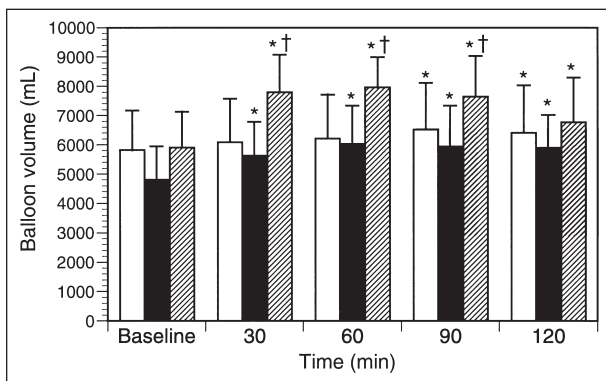 Balloon volume (mL)
10000
9000
8000
7000
6000
5000
4000
3000
2000
1000
0
*† *† *†
* * * * * * * *
Baseline 30 60 90 120
Time (min)